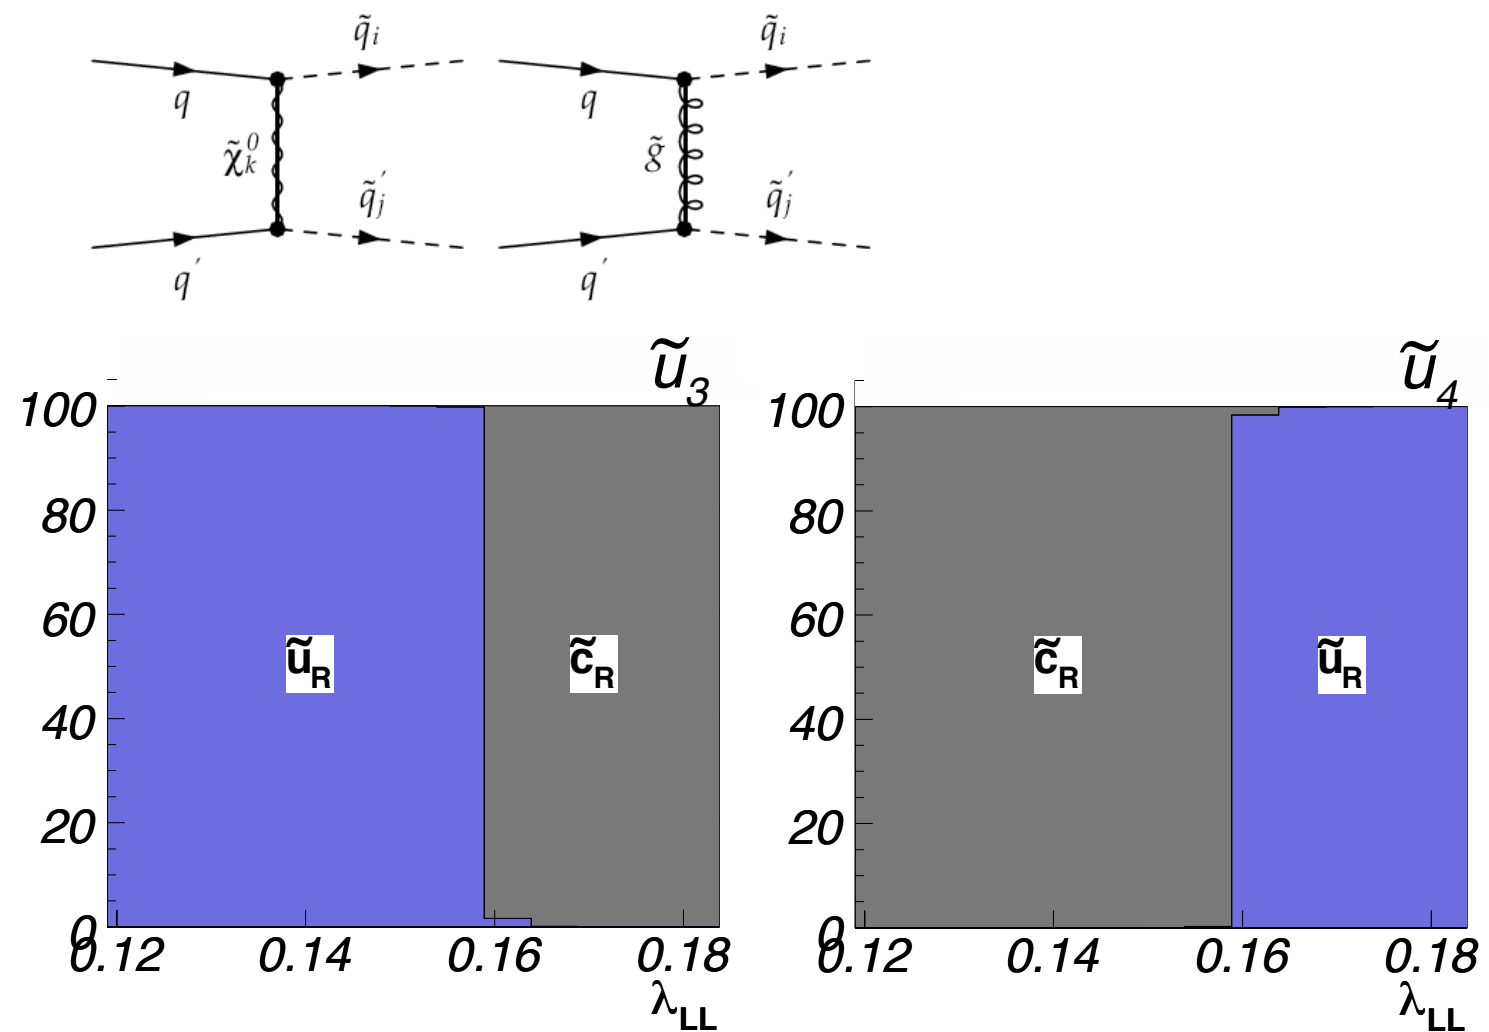 q̃i q̃i
q q
χ̃⁰k g̃
q̃′j q̃′j
q′ q′
ũ3 ũ4
100 100
80 80
60 60
ũR c̃R c̃R ũR
40 40
20 20
0 0
0.12 0.14 0.16 0.18 0.12 0.14 0.16 0.18
λLL λLL